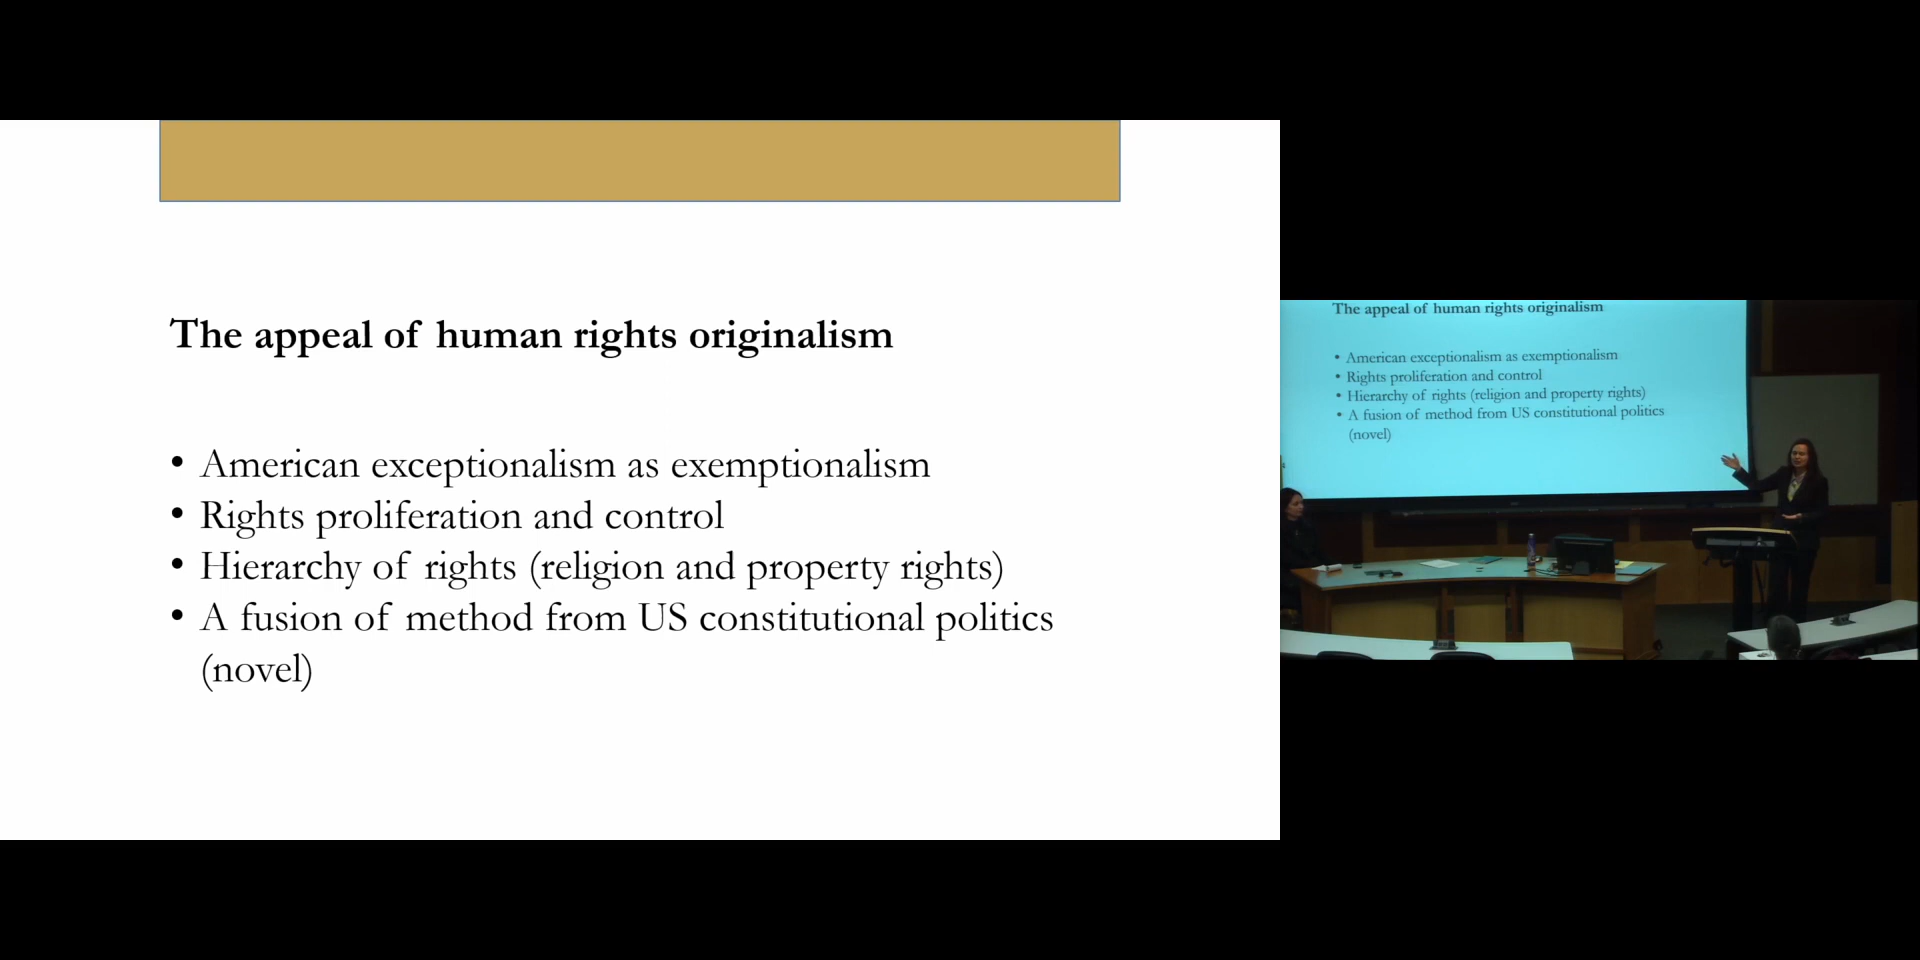 The appeal of human rights originalism
• American exceptionalism as exemptionalism
• Rights proliferation and control
• Hierarchy of rights (religion and property rights)
• A fusion of method from US constitutional politics
(novel)
The appeal of human rights originalism
• American exceptionalism as exemptionalism
• Rights proliferation and control
• Hierarchy of rights (religion and property rights)
• A fusion of method from US constitutional politics
(novel)